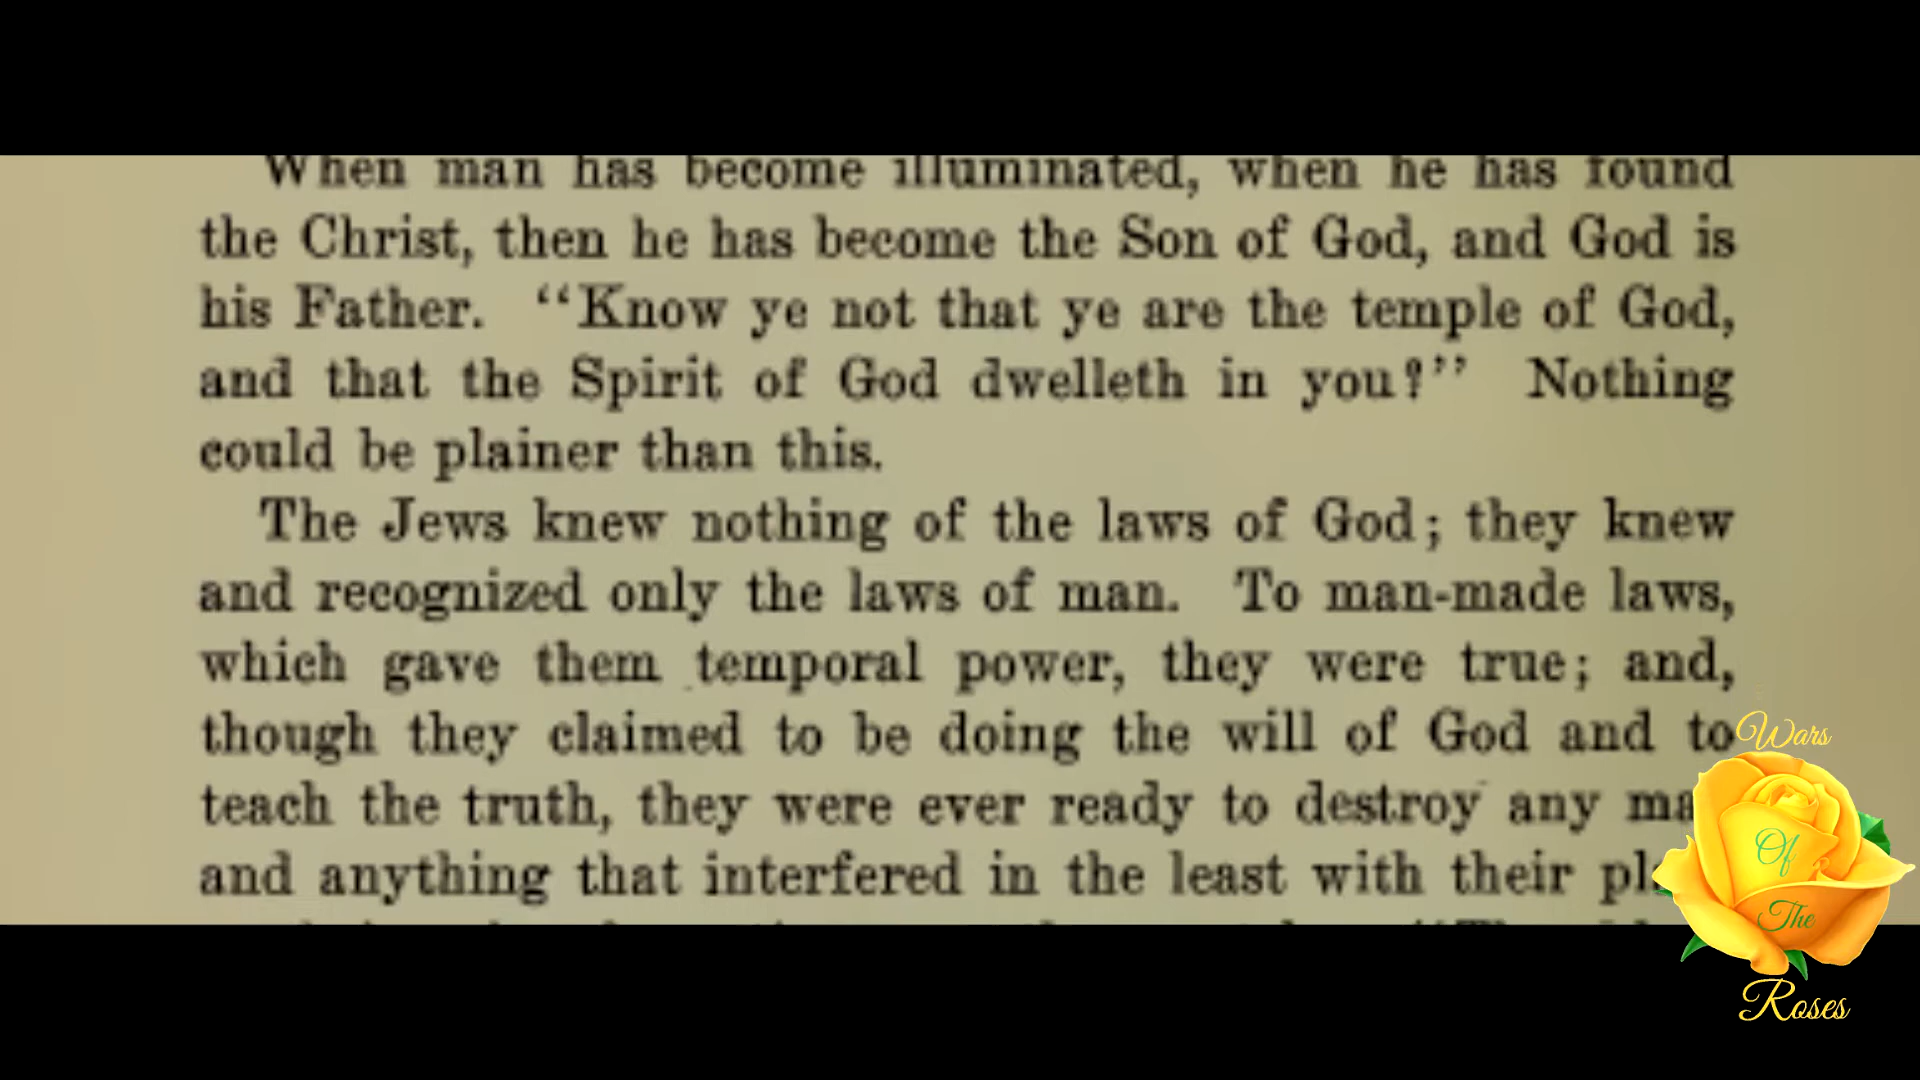 When man has become illuminated, when he has found
the Christ, then he has become the Son of God, and God is
his Father. “Know ye not that ye are the temple of God,
and that the Spirit of God dwelleth in you?” Nothing
could be plainer than this.
The Jews knew nothing of the laws of God; they knew
and recognized only the laws of man. To man-made laws,
which gave them temporal power, they were true; and,
though they claimed to be doing the will of God and to
teach the truth, they were ever ready to destroy any
and anything that interfered in the least with their
Wars
Of
The
Roses